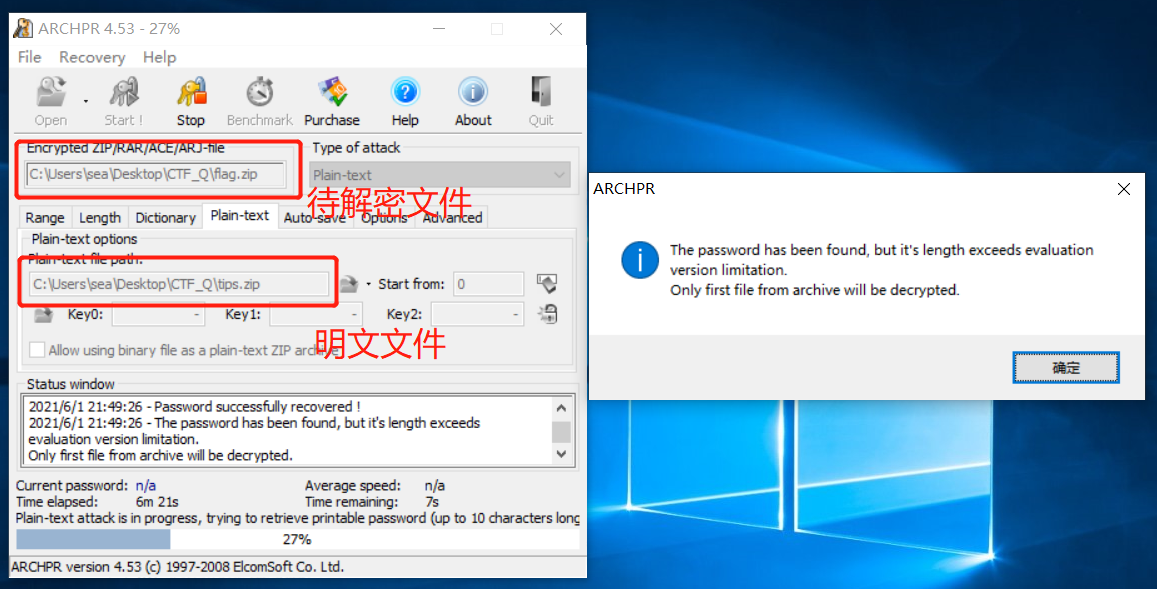 ARCHPR 4.53 - 27%
File Recovery Help
Open Start ! Stop Benchmark Purchase Help About Quit
Encrypted ZIP/RAR/ACE/ARJ-file
Type of attack
C:\Users\sea\Desktop\CTF_Q\flag.zip
Plain-text
待解密文件
Range Length Dictionary Plain-text Auto-save Options Advanced
Plain-text options
Plain-text file path:
C:\Users\sea\Desktop\CTF_Q\tips.zip
Start from: 0
Key0: - Key1: - Key2: -
明文文件
Allow using binary file as a plain-text ZIP archive
Status window
2021/6/1 21:49:26 - Password successfully recovered !
2021/6/1 21:49:26 - The password has been found, but it's length exceeds
evaluation version limitation.
Only first file from archive will be decrypted.
Current password: n/a
Average speed: n/a
Time elapsed: 6m 21s
Time remaining: 7s
Plain-text attack is in progress, trying to retrieve printable password (up to 10 characters long
27%
ARCHPR version 4.53 (c) 1997-2008 ElcomSoft Co. Ltd.
ARCHPR
The password has been found, but it's length exceeds evaluation
version limitation.
Only first file from archive will be decrypted.
确定